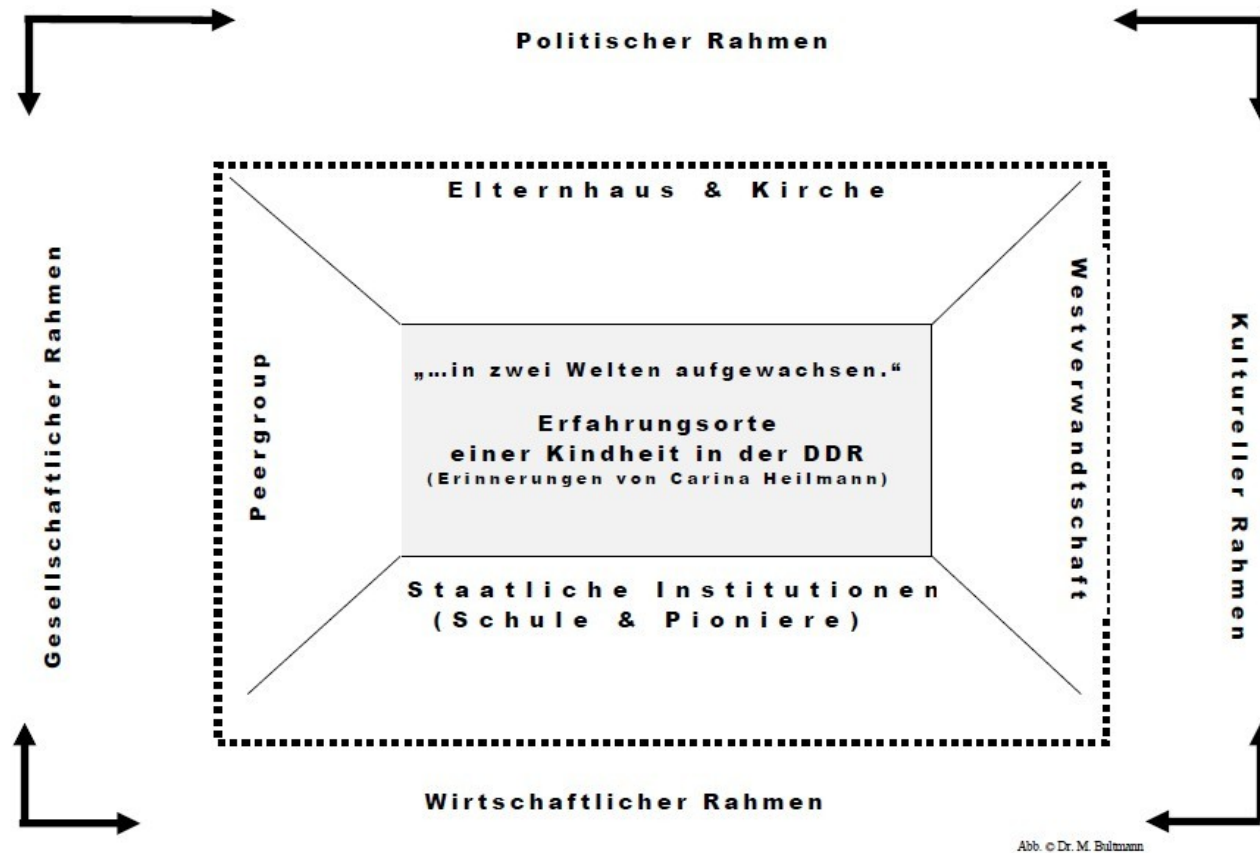 Politischer Rahmen
Elternhaus & Kirche
Gesellschaftlicher Rahmen
Peergroup
„...in zwei Welten aufgewachsen.“
Erfahrungsorte
einer Kindheit in der DDR
(Erinnerungen von Carina Heilmann)
Westverwandtschaft
Kultureller Rahmen
Staatliche Institutionen
(Schule & Pioniere)
Wirtschaftlicher Rahmen
Abb. © Dr. M. Bultmann